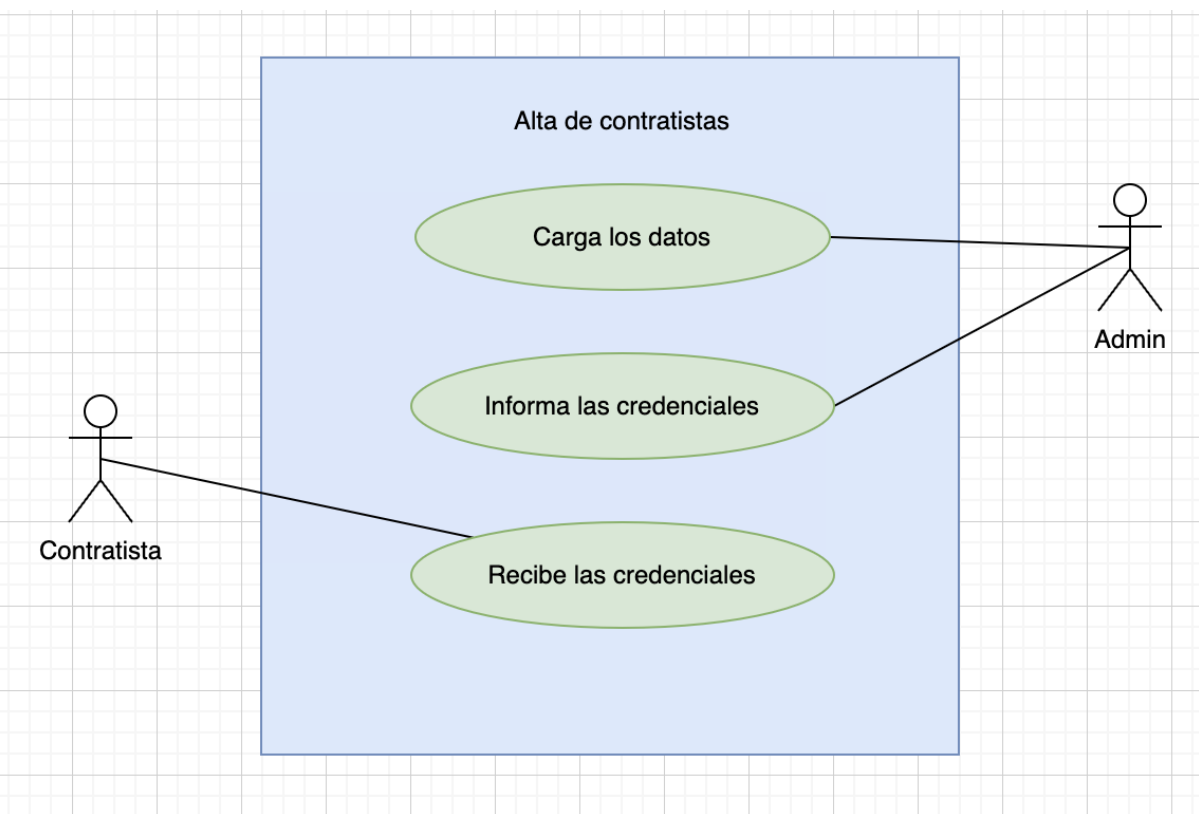 Alta de contratistas
Carga los datos
Admin
Informa las credenciales
Contratista
Recibe las credenciales